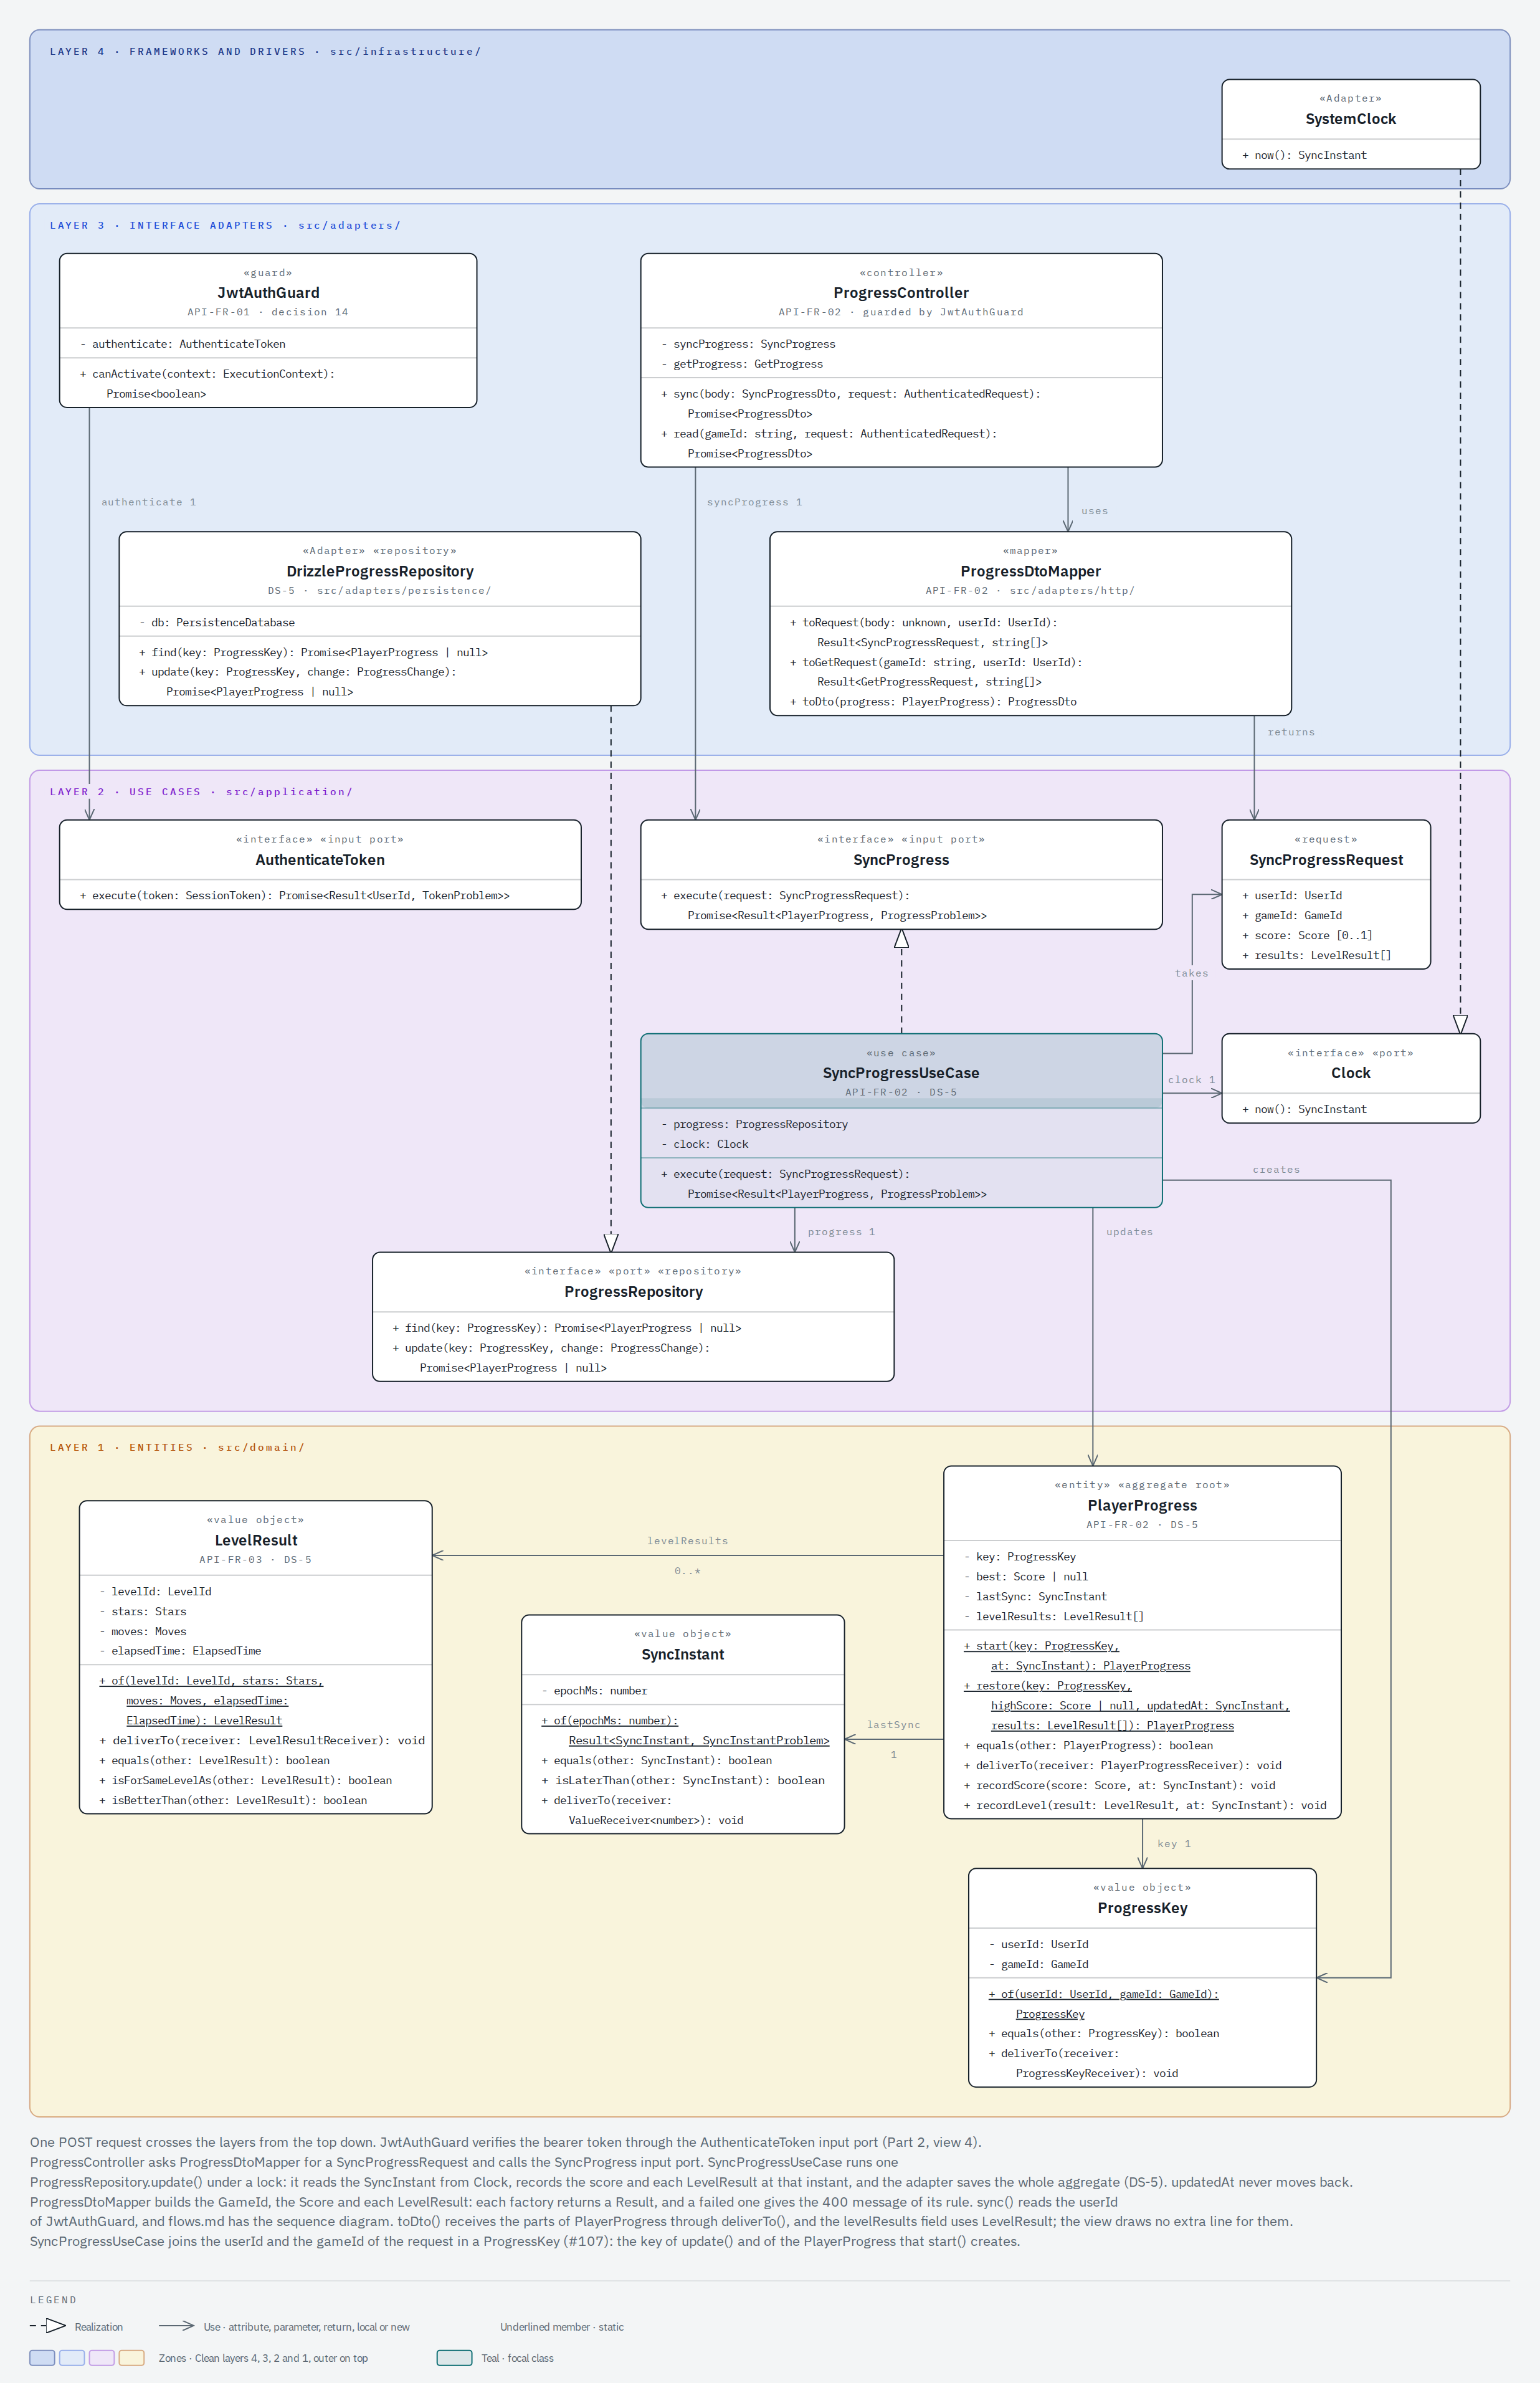 LAYER 4 · FRAMEWORKS AND DRIVERS · src/infrastructure/
«Adapter»
SystemClock
+ now(): SyncInstant
LAYER 3 · INTERFACE ADAPTERS · src/adapters/
«guard»
JwtAuthGuard
API-FR-01 · decision 14
- authenticate: AuthenticateToken
+ canActivate(context: ExecutionContext):
Promise<boolean>
«controller»
ProgressController
API-FR-02 · guarded by JwtAuthGuard
- syncProgress: SyncProgress
- getProgress: GetProgress
+ sync(body: SyncProgressDto, request: AuthenticatedRequest):
Promise<ProgressDto>
+ read(gameId: string, request: AuthenticatedRequest):
Promise<ProgressDto>
authenticate 1
syncProgress 1
uses
«Adapter» «repository»
DrizzleProgressRepository
DS-5 · src/adapters/persistence/
- db: PersistenceDatabase
+ find(key: ProgressKey): Promise<PlayerProgress | null>
+ update(key: ProgressKey, change: ProgressChange):
Promise<PlayerProgress | null>
«mapper»
ProgressDtoMapper
API-FR-02 · src/adapters/http/
+ toRequest(body: unknown, userId: UserId):
Result<SyncProgressRequest, string[]>
+ toGetRequest(gameId: string, userId: UserId):
Result<GetProgressRequest, string[]>
+ toDto(progress: PlayerProgress): ProgressDto
returns
LAYER 2 · USE CASES · src/application/
«interface» «input port»
AuthenticateToken
+ execute(token: SessionToken): Promise<Result<UserId, TokenProblem>>
«interface» «input port»
SyncProgress
+ execute(request: SyncProgressRequest):
Promise<Result<PlayerProgress, ProgressProblem>>
«request»
SyncProgressRequest
+ userId: UserId
+ gameId: GameId
+ score: Score [0..1]
+ results: LevelResult[]
takes
«use case»
SyncProgressUseCase
API-FR-02 · DS-5
- progress: ProgressRepository
- clock: Clock
+ execute(request: SyncProgressRequest):
Promise<Result<PlayerProgress, ProgressProblem>>
clock 1
«interface» «port»
Clock
+ now(): SyncInstant
creates
progress 1
updates
«interface» «port» «repository»
ProgressRepository
+ find(key: ProgressKey): Promise<PlayerProgress | null>
+ update(key: ProgressKey, change: ProgressChange):
Promise<PlayerProgress | null>
LAYER 1 · ENTITIES · src/domain/
«value object»
LevelResult
API-FR-03 · DS-5
- levelId: LevelId
- stars: Stars
- moves: Moves
- elapsedTime: ElapsedTime
+ of(levelId: LevelId, stars: Stars,
moves: Moves, elapsedTime:
ElapsedTime): LevelResult
+ deliverTo(receiver: LevelResultReceiver): void
+ equals(other: LevelResult): boolean
+ isForSameLevelAs(other: LevelResult): boolean
+ isBetterThan(other: LevelResult): boolean
levelResults
0..*
«value object»
SyncInstant
- epochMs: number
+ of(epochMs: number):
Result<SyncInstant, SyncInstantProblem>
+ equals(other: SyncInstant): boolean
+ isLaterThan(other: SyncInstant): boolean
+ deliverTo(receiver:
ValueReceiver<number>): void
lastSync
1
«entity» «aggregate root»
PlayerProgress
API-FR-02 · DS-5
- key: ProgressKey
- best: Score | null
- lastSync: SyncInstant
- levelResults: LevelResult[]
+ start(key: ProgressKey,
at: SyncInstant): PlayerProgress
+ restore(key: ProgressKey,
highScore: Score | null, updatedAt: SyncInstant,
results: LevelResult[]): PlayerProgress
+ equals(other: PlayerProgress): boolean
+ deliverTo(receiver: PlayerProgressReceiver): void
+ recordScore(score: Score, at: SyncInstant): void
+ recordLevel(result: LevelResult, at: SyncInstant): void
key 1
«value object»
ProgressKey
- userId: UserId
- gameId: GameId
+ of(userId: UserId, gameId: GameId):
ProgressKey
+ equals(other: ProgressKey): boolean
+ deliverTo(receiver:
ProgressKeyReceiver): void
One POST request crosses the layers from the top down. JwtAuthGuard verifies the bearer token through the AuthenticateToken input port (Part 2, view 4).
ProgressController asks ProgressDtoMapper for a SyncProgressRequest and calls the SyncProgress input port. SyncProgressUseCase runs one
ProgressRepository.update() under a lock: it reads the SyncInstant from Clock, records the score and each LevelResult at that instant, and the adapter saves the whole aggregate (DS-5). updatedAt never moves back.
ProgressDtoMapper builds the GameId, the Score and each LevelResult: each factory returns a Result, and a failed one gives the 400 message of its rule. sync() reads the userId
of JwtAuthGuard, and flows.md has the sequence diagram. toDto() receives the parts of PlayerProgress through deliverTo(), and the levelResults field uses LevelResult; the view draws no extra line for them.
SyncProgressUseCase joins the userId and the gameId of the request in a ProgressKey (#107): the key of update() and of the PlayerProgress that start() creates.
LEGEND
Realization
Use · attribute, parameter, return, local or new
Underlined member · static
Zones · Clean layers 4, 3, 2 and 1, outer on top
Teal · focal class